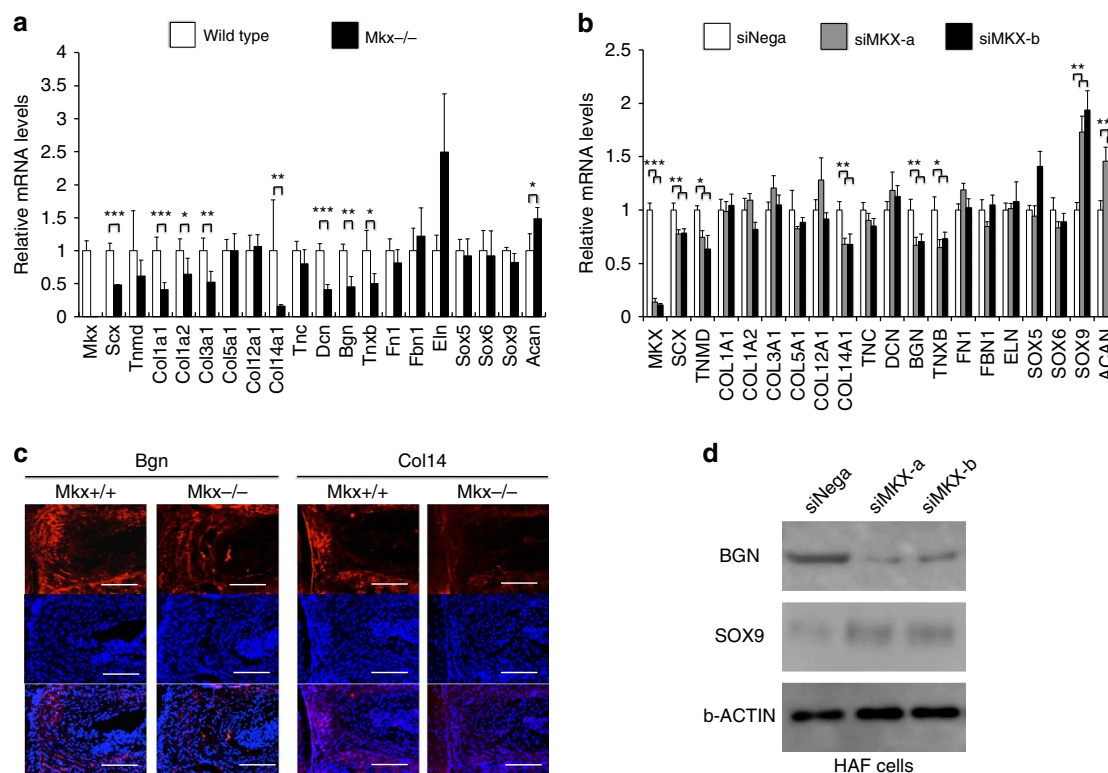 a
Wild type
Mkx–/–
Relative mRNA levels
4
3.5
3
2.5
2
1.5
1
0.5
0
***
***
*
**
**
***
**
*
*
Mkx
Scx
Tnmd
Col1a1
Col1a2
Col3a1
Col5a1
Col12a1
Col14a1
Tnc
Dcn
Bgn
Tnxb
Fn1
Fbn1
Eln
Sox5
Sox6
Sox9
Acan
b
siNega
siMKX-a
siMKX-b
Relative mRNA levels
2.5
2
1.5
1
0.5
0
***
**
*
**
**
*
**
**
MKX
SCX
TNMD
COL1A1
COL1A2
COL3A1
COL5A1
COL12A1
COL14A1
TNC
DCN
BGN
TNXB
FN1
FBN1
ELN
SOX5
SOX6
SOX9
ACAN
c
Bgn
Col14
Mkx+/+
Mkx–/–
Mkx+/+
Mkx–/–
d
siNega
siMKX-a
siMKX-b
BGN
SOX9
b-ACTIN
HAF cells